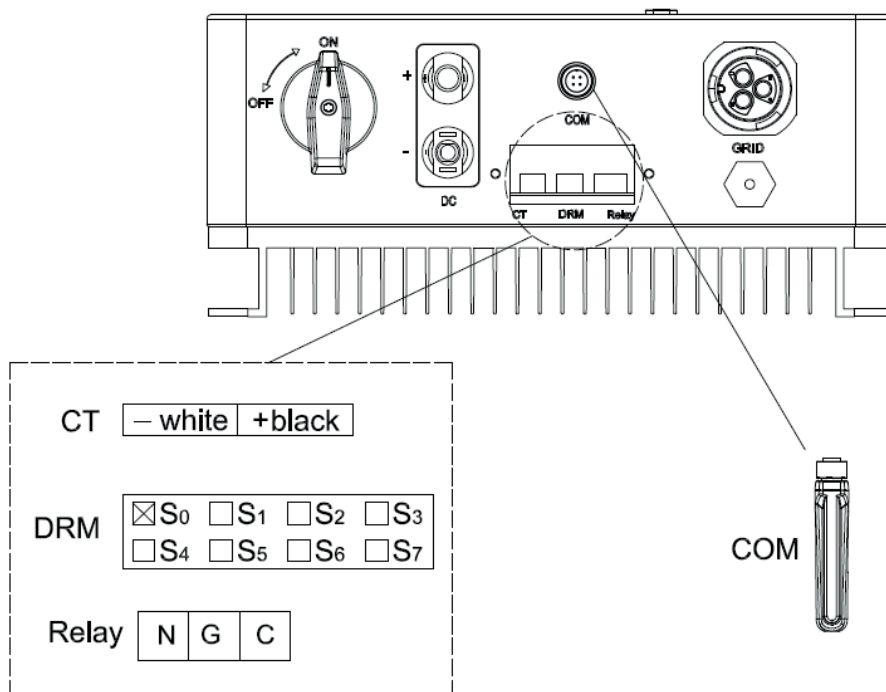 ON
OFF
+
-
DC
COM
GRID
CT DRM Relay
CT – white +black
DRM S0 S1 S2 S3
S4 S5 S6 S7
Relay N G C
COM